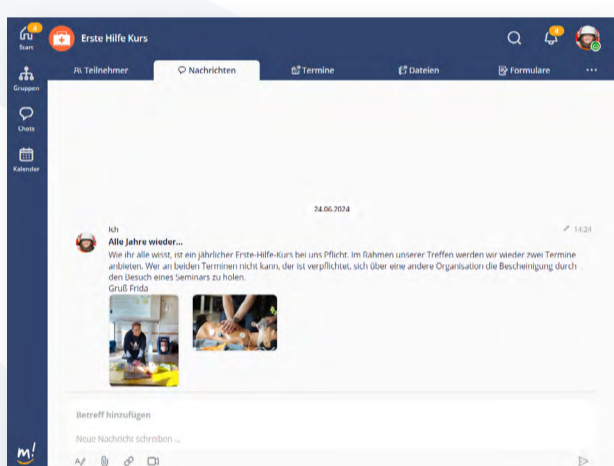 4
Start
Erste Hilfe Kurs
4
Gruppen
Chats
Kalender
Teilnehmer
Nachrichten
Termine
Dateien
Formulare
24.06.2024
Ich
14:24
Alle Jahre wieder...
Wie ihr alle wisst, ist ein jährlicher Erste-Hilfe-Kurs bei uns Pflicht. Im Rahmen unserer Treffen werden wir wieder zwei Termine
anbieten. Wer an beiden Terminen nicht kann, der ist verpflichtet, sich über eine andere Organisation die Bescheinigung durch
den Besuch eines Seminars zu holen.
Gruß Frida
Betreff hinzufügen
Neue Nachricht schreiben ...
m!